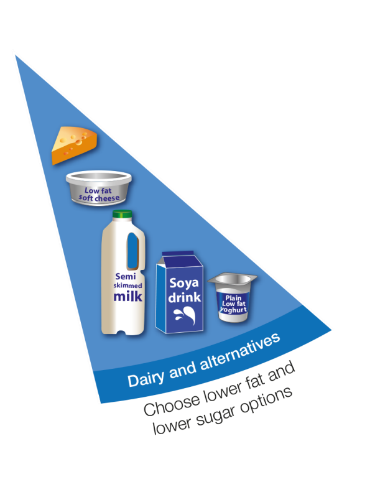 Low fat
soft cheese
Semi
skimmed
milk
Soya
drink
Plain
Low fat
yoghurt
Dairy and alternatives
Choose lower fat and
lower sugar options